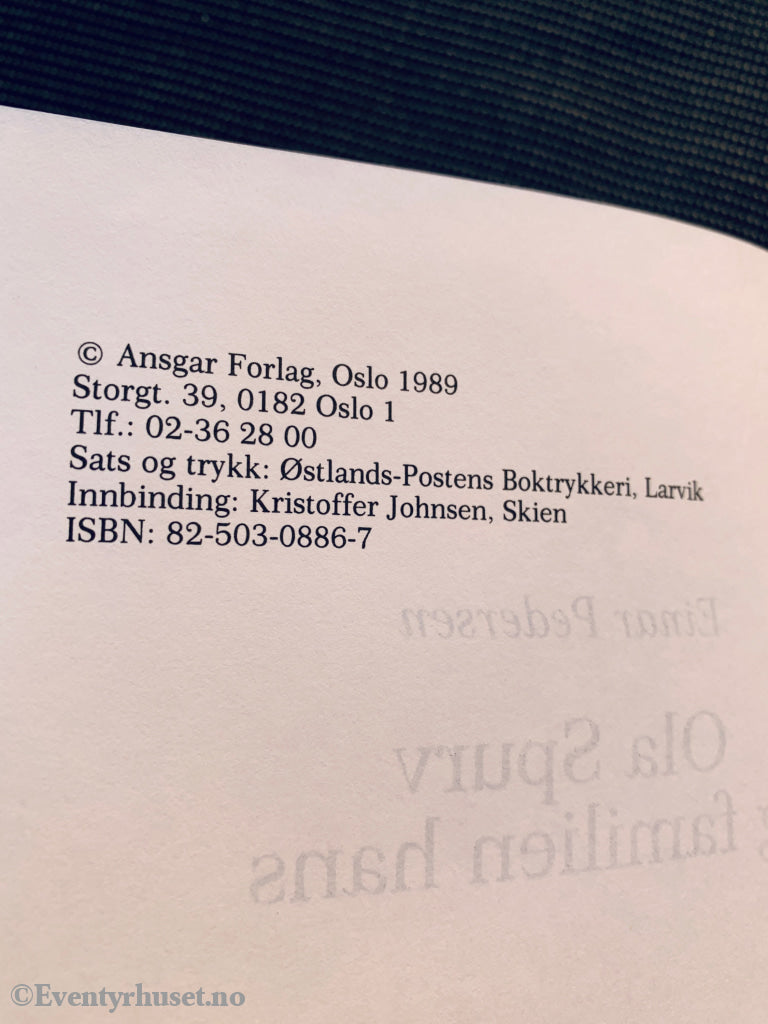 © Ansgar Forlag, Oslo 1989
Storgt. 39, 0182 Oslo 1
Tlf.: 02-36 28 00
Sats og trykk: Østlands-Postens Boktrykkeri, Larvik
Innbinding: Kristoffer Johnsen, Skien
ISBN: 82-503-0886-7
Einar Pedersen
Ola Spurv
familien hans
©Eventyrhuset.no